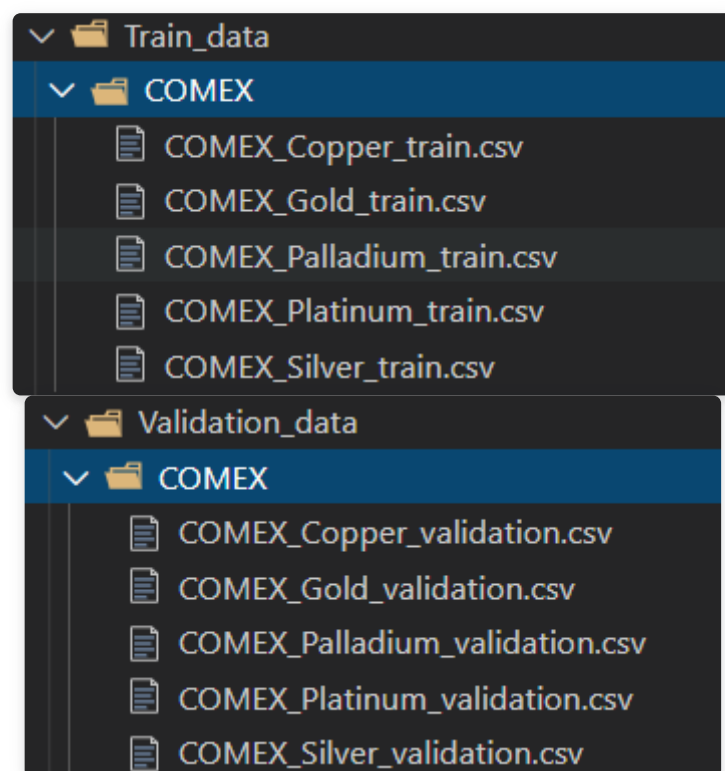 Train_data
COMEX
COMEX_Copper_train.csv
COMEX_Gold_train.csv
COMEX_Palladium_train.csv
COMEX_Platinum_train.csv
COMEX_Silver_train.csv
Validation_data
COMEX
COMEX_Copper_validation.csv
COMEX_Gold_validation.csv
COMEX_Palladium_validation.csv
COMEX_Platinum_validation.csv
COMEX_Silver_validation.csv